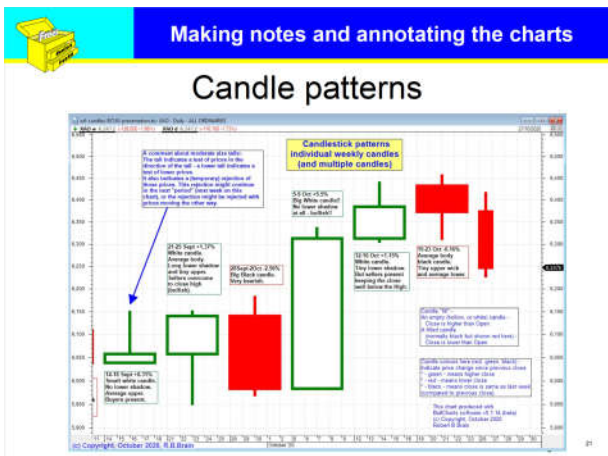 Free
Making notes and annotating the charts
Candle patterns
A comment about moderate size tails:
The tail indicates a test of prices in the
direction of the tail - a lower tail indicates a
test of lower prices.
It also indicates a (temporary) rejection of
those prices. This rejection might continue
in the next "period" (next week on this
chart), or the rejection might be rejected with
prices moving the other way.
Candlestick patterns
individual weekly candles
(and multiple candles)
5-9 Oct +5.5%
Big White candle!!
No lower shadow
at all - bullish!!
21-25 Sept +1.37%
White candle.
Average body.
Long lower shadow
and tiny upper.
Sellers overcome
to close high
(bullish).
28Sept-2Oct -2.96%
Big Black candle.
Very bearish.
12-16 Oct +1.15%
White candle.
Tiny lower shadow.
But sellers present
keeping the close
well below the High.
Average body
black candle.
Tiny upper wick
and average lower.
Small white candle.
No lower shadow.
Average upper.
Buyers present.
Candle "fill" -
An empty (hollow, or white) candle -
Close is higher than Open
A filled candle
(normally black but shown red here)
Close is lower than Open
Candle colours here (red, green, black) -
Indicate price change since previous close
* - green - means higher close
* - red - means lower close
* - black - means close is same as last week
(compared to previous close).
This chart produced with
BullCharts software
(c) Copyright, October 2020
Robert B Brain
(c) Copyright, October 2020, R.B.Brain
21